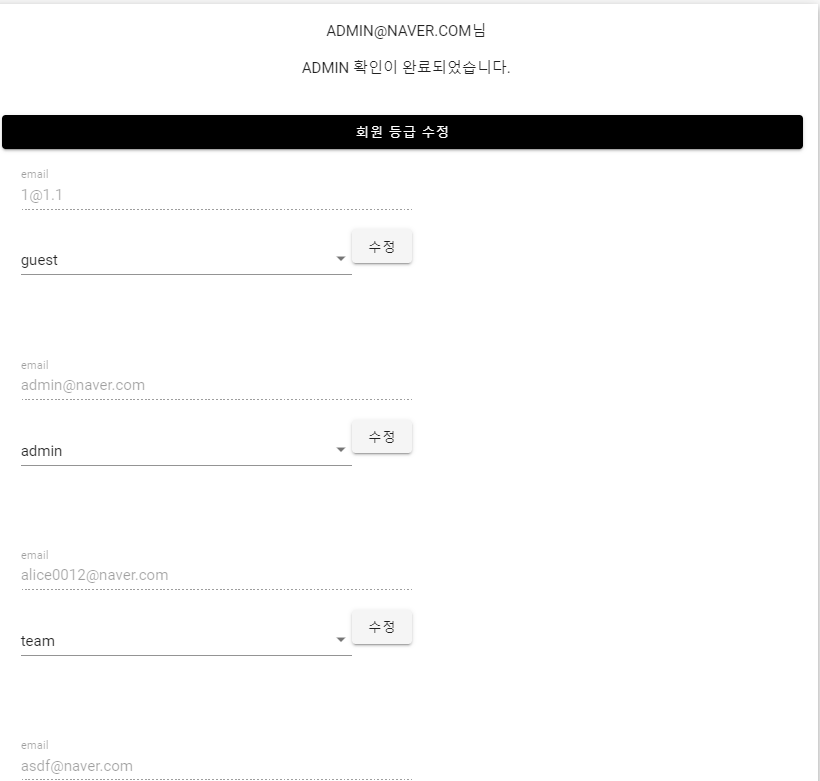 ADMIN@NAVER.COM님
ADMIN 확인이 완료되었습니다.
회원 등급 수정
email
1@1.1
guest
수정
email
admin@naver.com
admin
수정
email
alice0012@naver.com
team
수정
email
asdf@naver.com